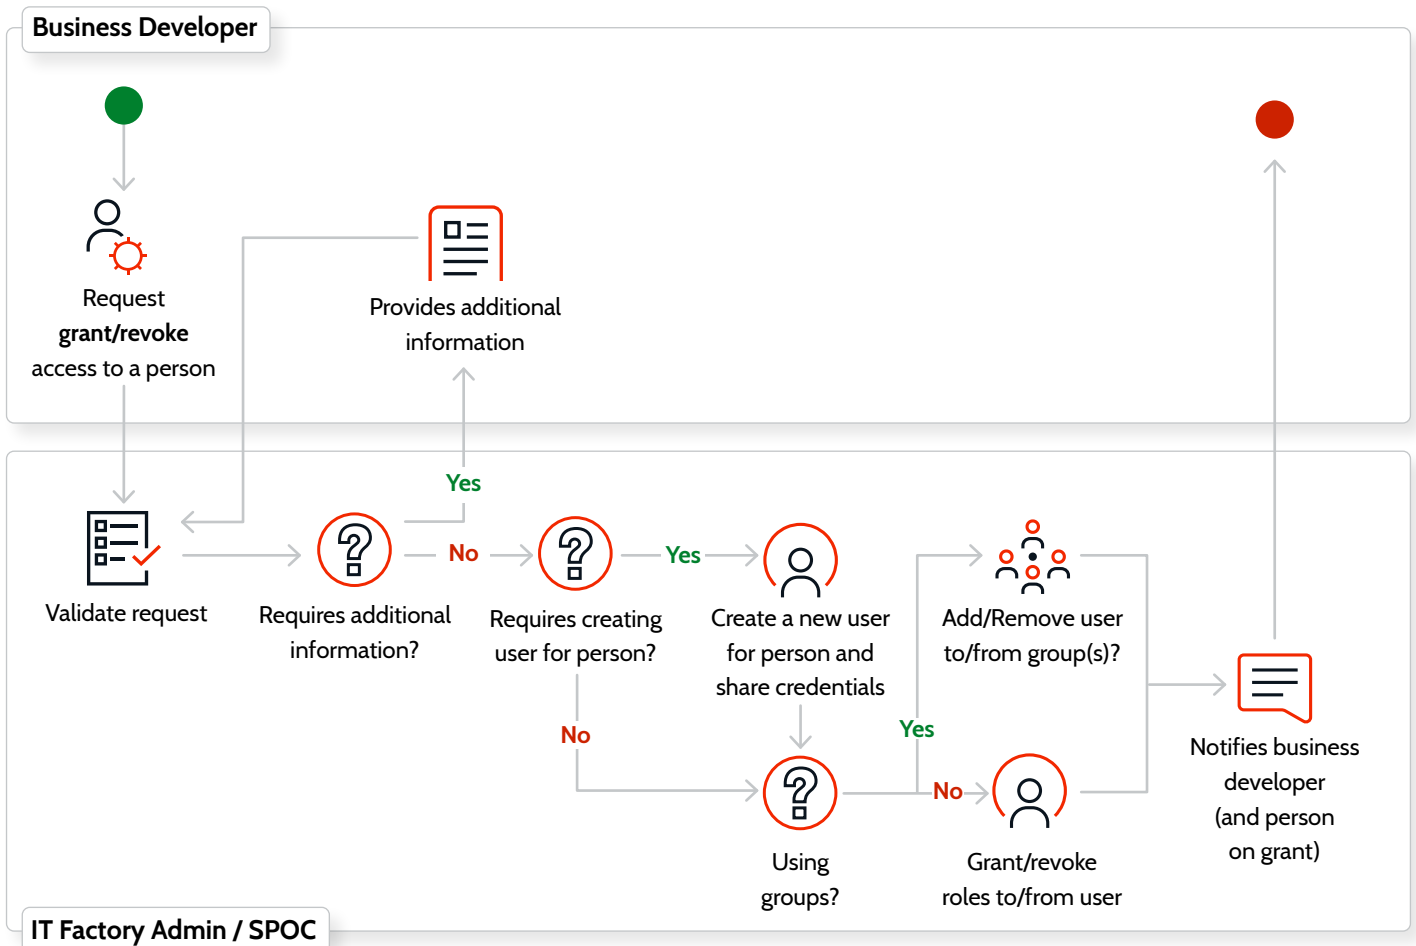 Business Developer
Request
grant/revoke
access to a person
Provides additional
information
Yes
Validate request
Requires additional
information?
No
Requires creating
user for person?
Yes
Create a new user
for person and
share credentials
No
Using
groups?
Yes
Add/Remove user
to/from group(s)?
No
Grant/revoke
roles to/from user
Notifies business
developer
(and person
on grant)
IT Factory Admin / SPOC